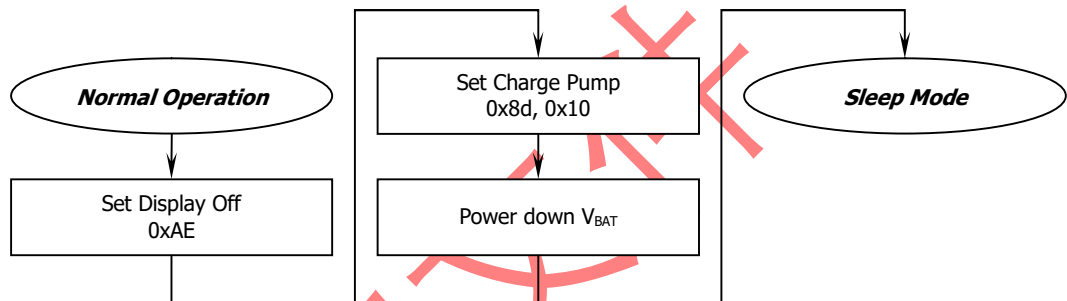 Normal Operation
Set Display Off
0xAE
Set Charge Pump
0x8d, 0x10
Power down VBAT
Sleep Mode